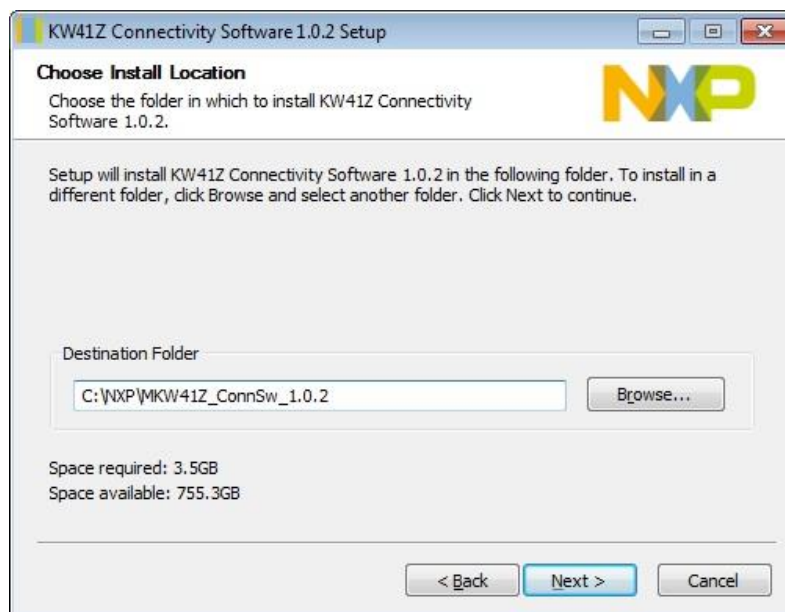 KW41Z Connectivity Software 1.0.2 Setup
Choose Install Location
Choose the folder in which to install KW41Z Connectivity
Software 1.0.2.
NXP
Setup will install KW41Z Connectivity Software 1.0.2 in the following folder. To install in a
different folder, click Browse and select another folder. Click Next to continue.
Destination Folder
C:\NXP\MKW41Z_ConnSw_1.0.2
Browse...
Space required: 3.5GB
Space available: 755.3GB
< Back
Next >
Cancel